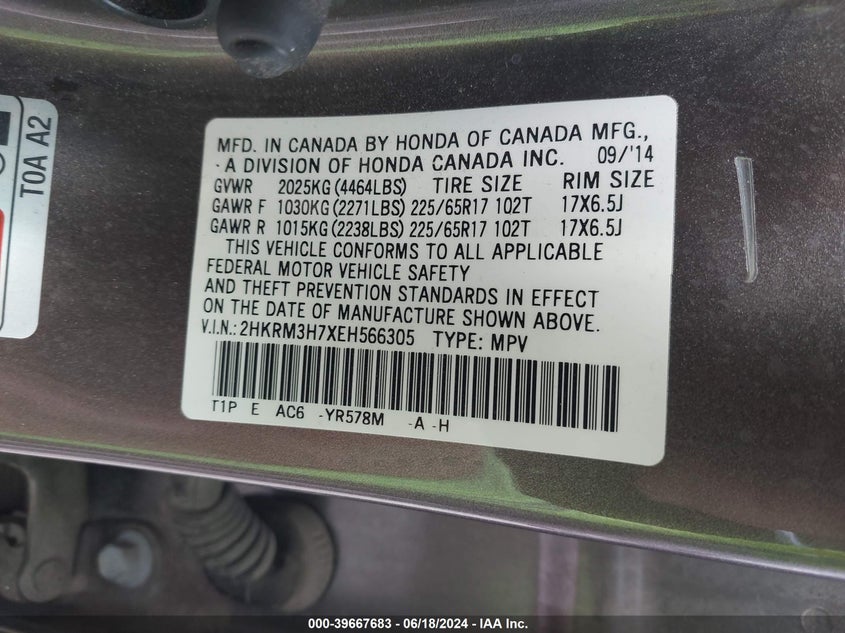 MFD. IN CANADA BY HONDA OF CANADA MFG.,
-A DIVISION OF HONDA CANADA INC. 09/'14
GVWR 2025KG(4464LBS) TIRE SIZE RIM SIZE
GAWR F 1030KG(2271LBS) 225/65R17 102T 17X6.5J
GAWR R 1015KG(2238LBS) 225/65R17 102T 17X6.5J
THIS VEHICLE CONFORMS TO ALL APPLICABLE
FEDERAL MOTOR VEHICLE SAFETY
AND THEFT PREVENTION STANDARDS IN EFFECT
ON THE DATE OF MANUFACTURE SHOWN ABOVE.
V.I.N.: 2HKRM3H7XEH566305 TYPE: MPV
T1P E AC6 -YR578M -A -H
T0A A2
000-39667683 - 06/18/2024 - IAA Inc.